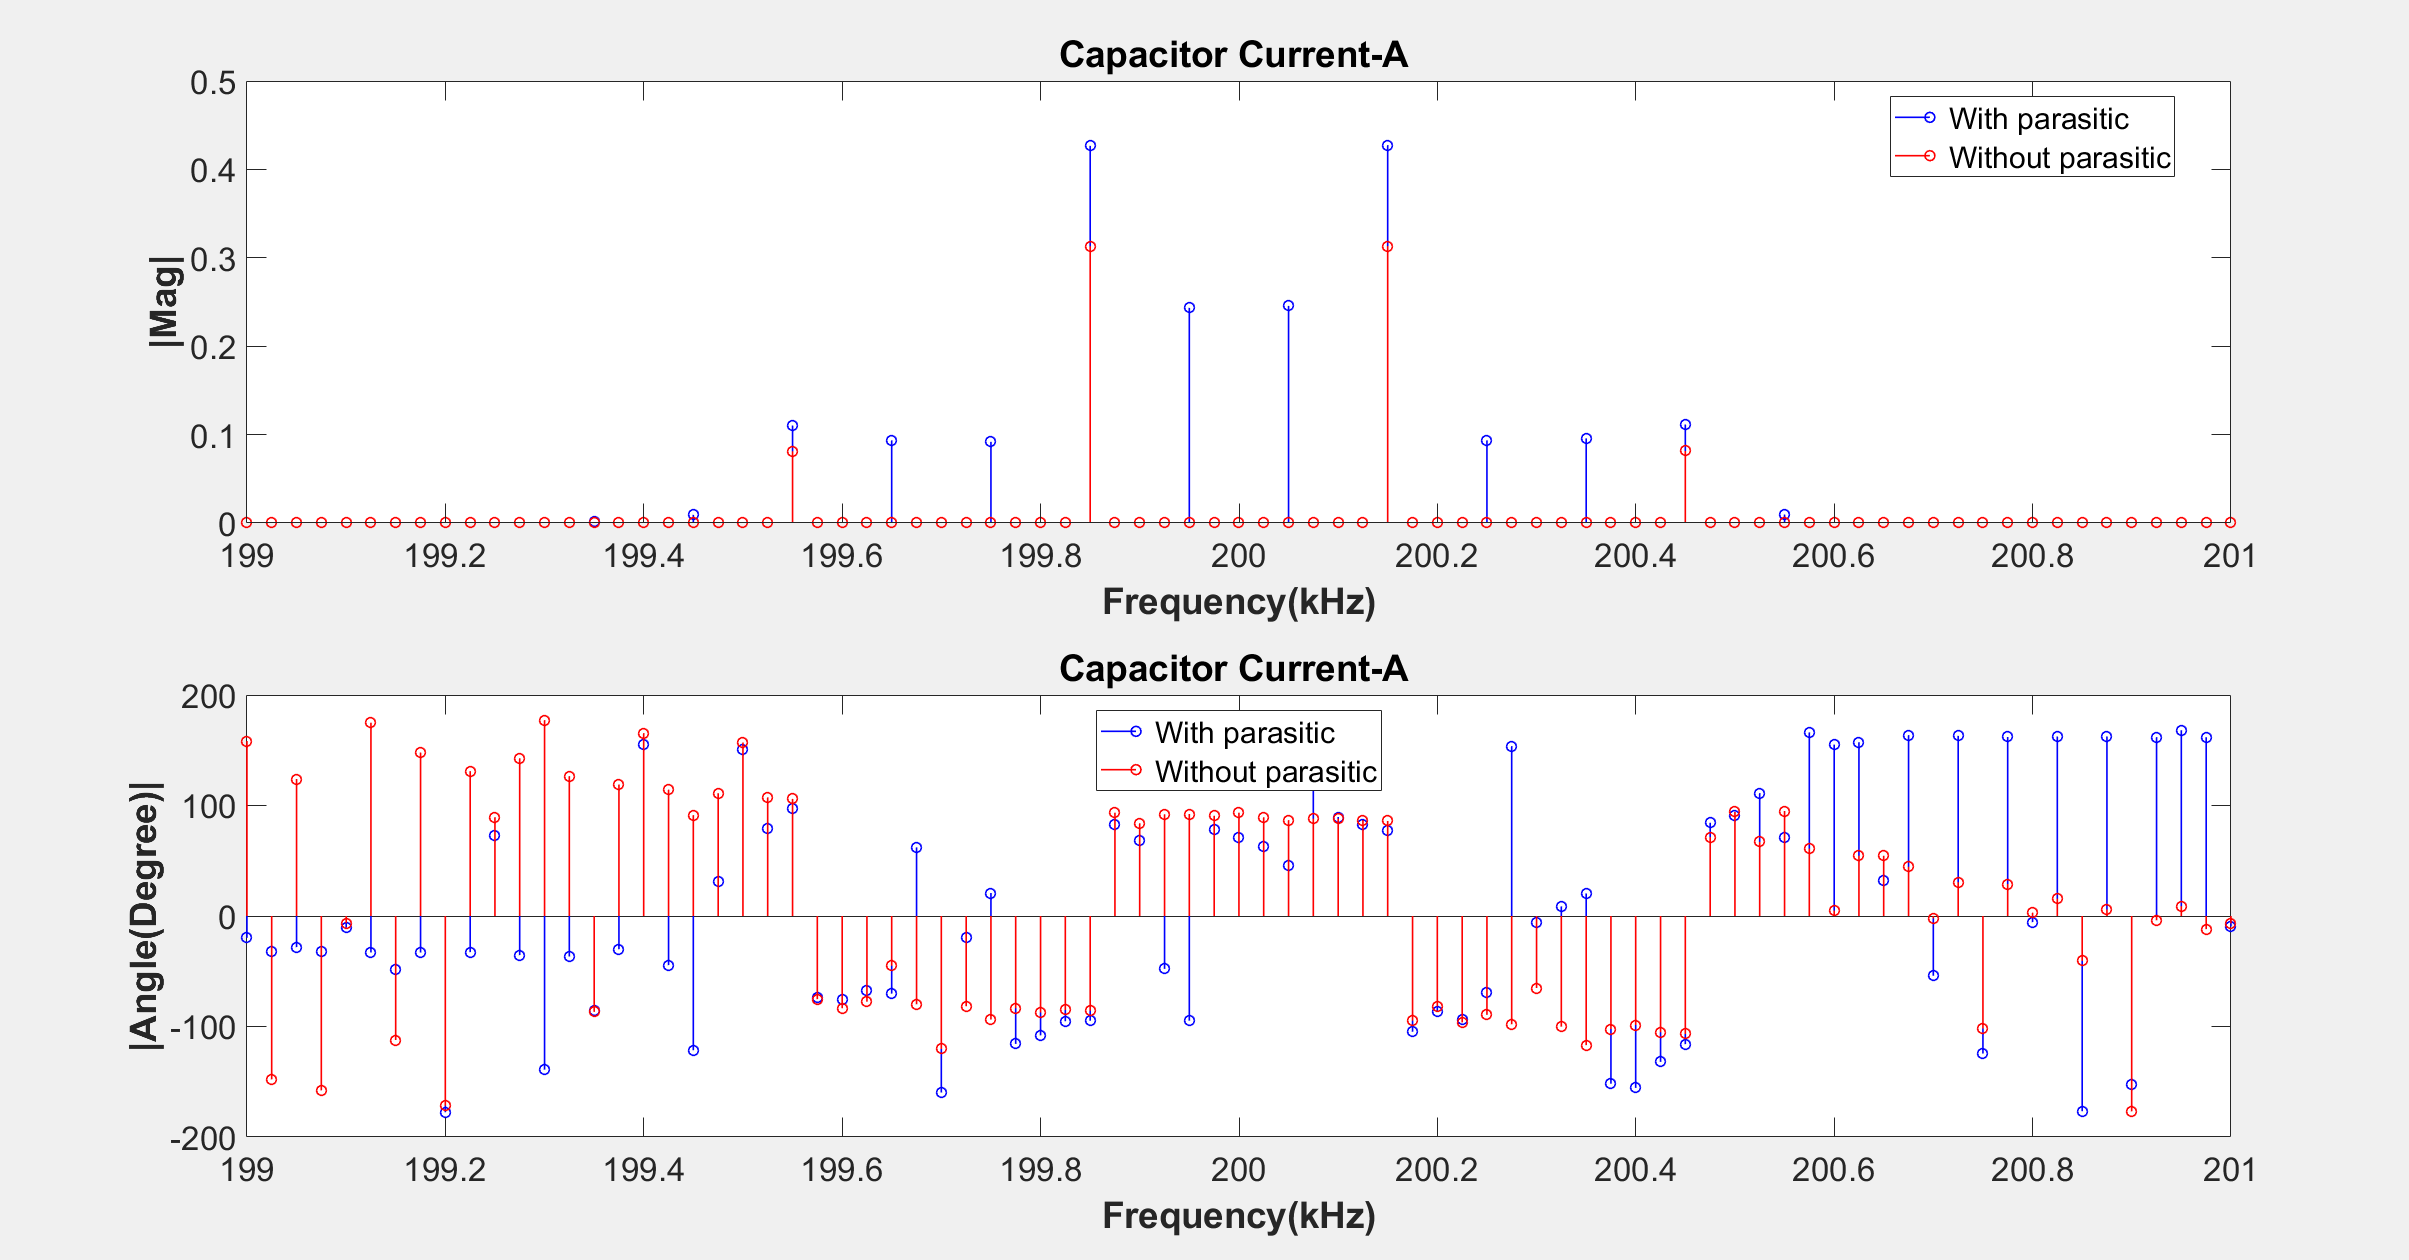 Capacitor Current-A
0.5
0.4
0.3
0.2
0.1
0
|Mag|
With parasitic
Without parasitic
199 199.2 199.4 199.6 199.8 200 200.2 200.4 200.6 200.8 201
Frequency(kHz)
Capacitor Current-A
200
100
0
-100
-200
|Angle(Degree)|
With parasitic
Without parasitic
199 199.2 199.4 199.6 199.8 200 200.2 200.4 200.6 200.8 201
Frequency(kHz)